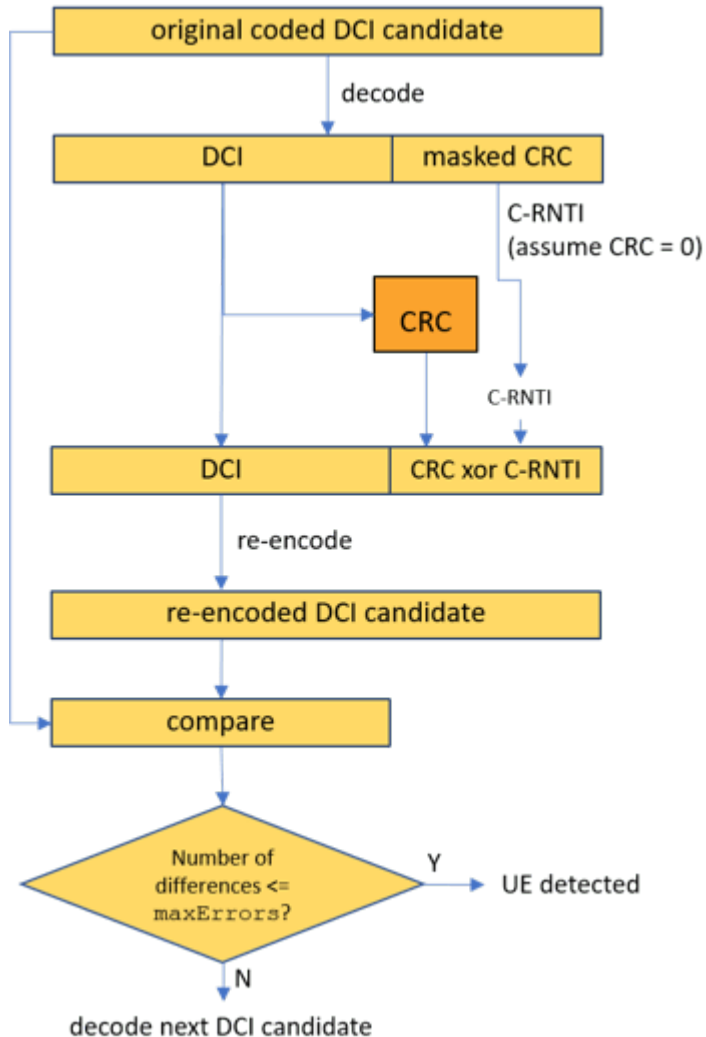 original coded DCI candidate
decode
DCI
masked CRC
C-RNTI
(assume CRC = 0)
CRC
C-RNTI
DCI
CRC xor C-RNTI
re-encode
re-encoded DCI candidate
compare
Number of
differences <=
maxErrors?
Y
UE detected
N
decode next DCI candidate